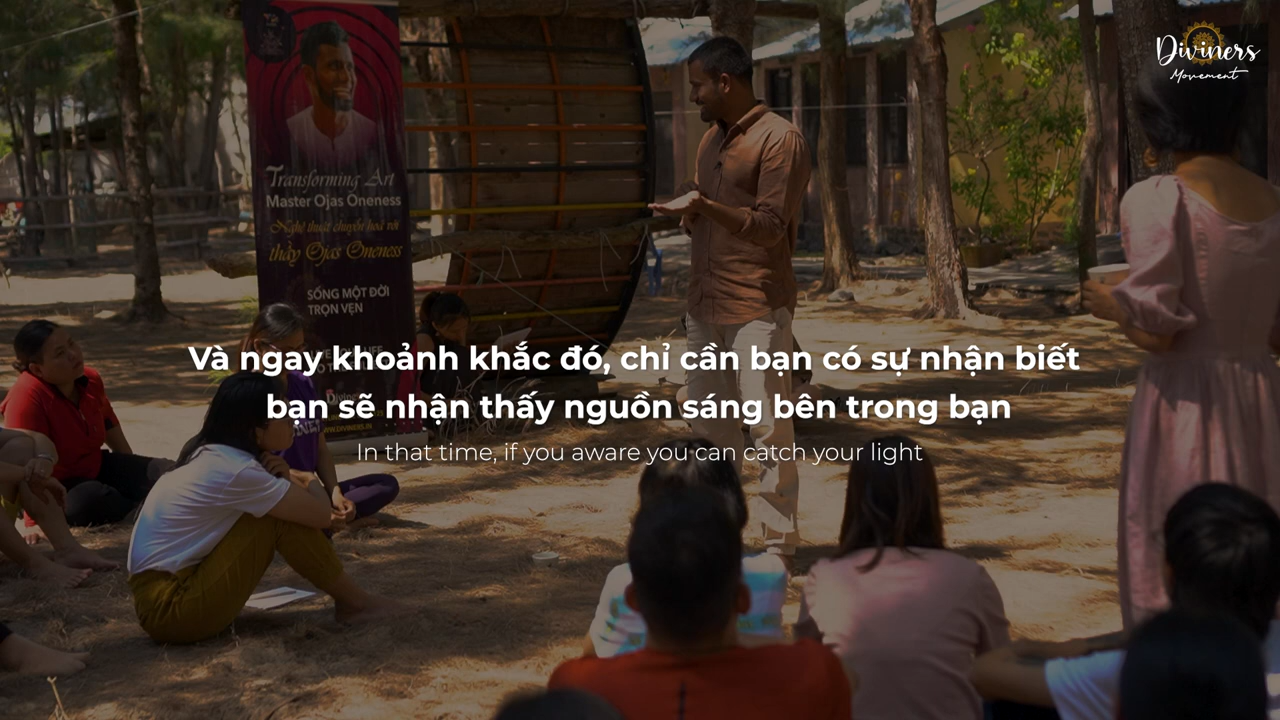 Diviners
Movement
Transforming Art
Master Ojas Oneness
Nghệ thuật chuyển hoá với
thầy Ojas Oneness
SỐNG MỘT ĐỜI
TRỌN VẸN
Và ngay khoảnh khắc đó, chỉ cần bạn có sự nhận biết
bạn sẽ nhận thấy nguồn sáng bên trong bạn
In that time, if you aware you can catch your light